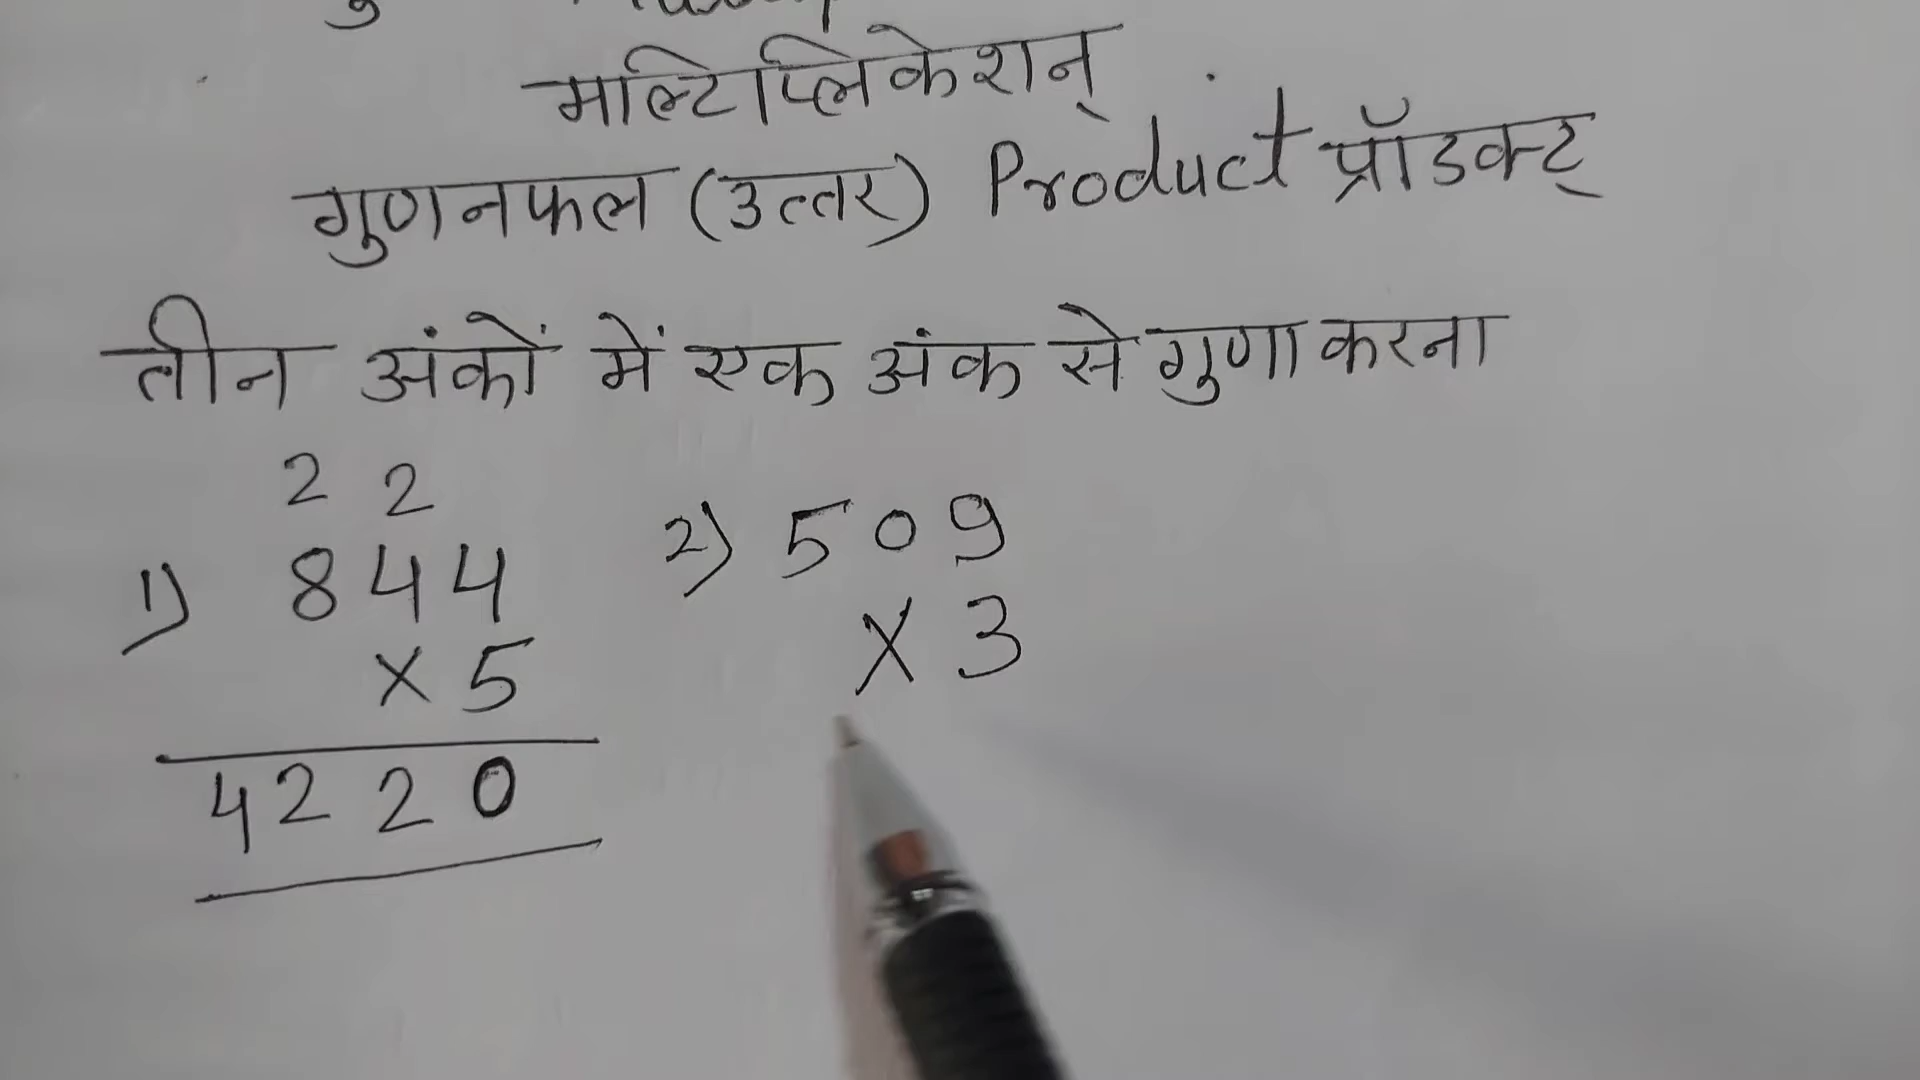 मल्टिप्लिकेशन्
गुणनफल (उत्तर) Product प्रॉडक्ट्
तीन अंकों में एक अंक से गुणा करना
2 2
1) 844
x 5
4220
2) 509
x 3